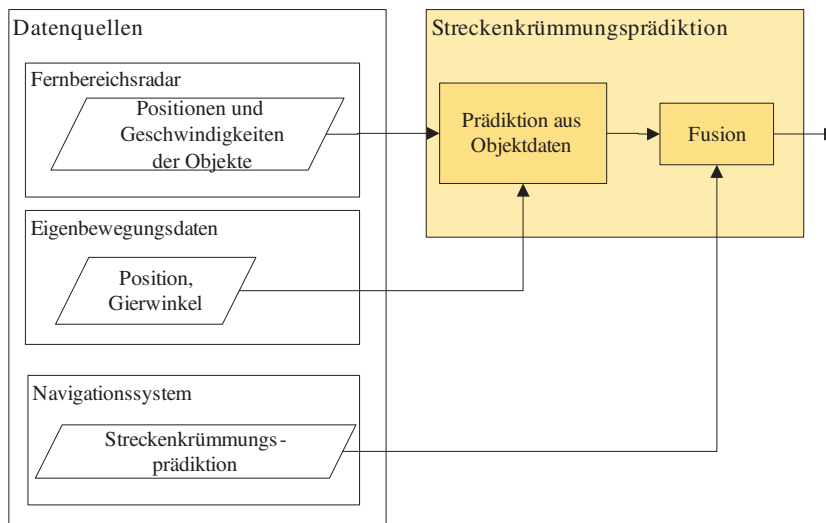 Datenquellen
Fernbereichsradar
Positionen und
Geschwindigkeiten
der Objekte
Eigenbewegungsdaten
Position,
Gierwinkel
Navigationssystem
Streckenkrümmungs-
prädiktion
Streckenkrümmungsprädiktion
Prädiktion aus
Objektdaten
Fusion